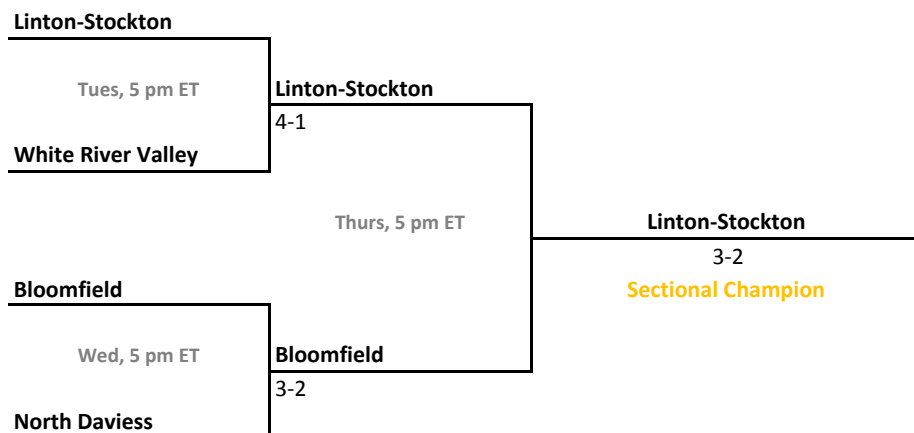 Linton-Stockton
Tues, 5 pm ET
Linton-Stockton
4-1
White River Valley
Thurs, 5 pm ET
Linton-Stockton
3-2
Sectional Champion
Bloomfield
Wed, 5 pm ET
Bloomfield
3-2
North Daviess